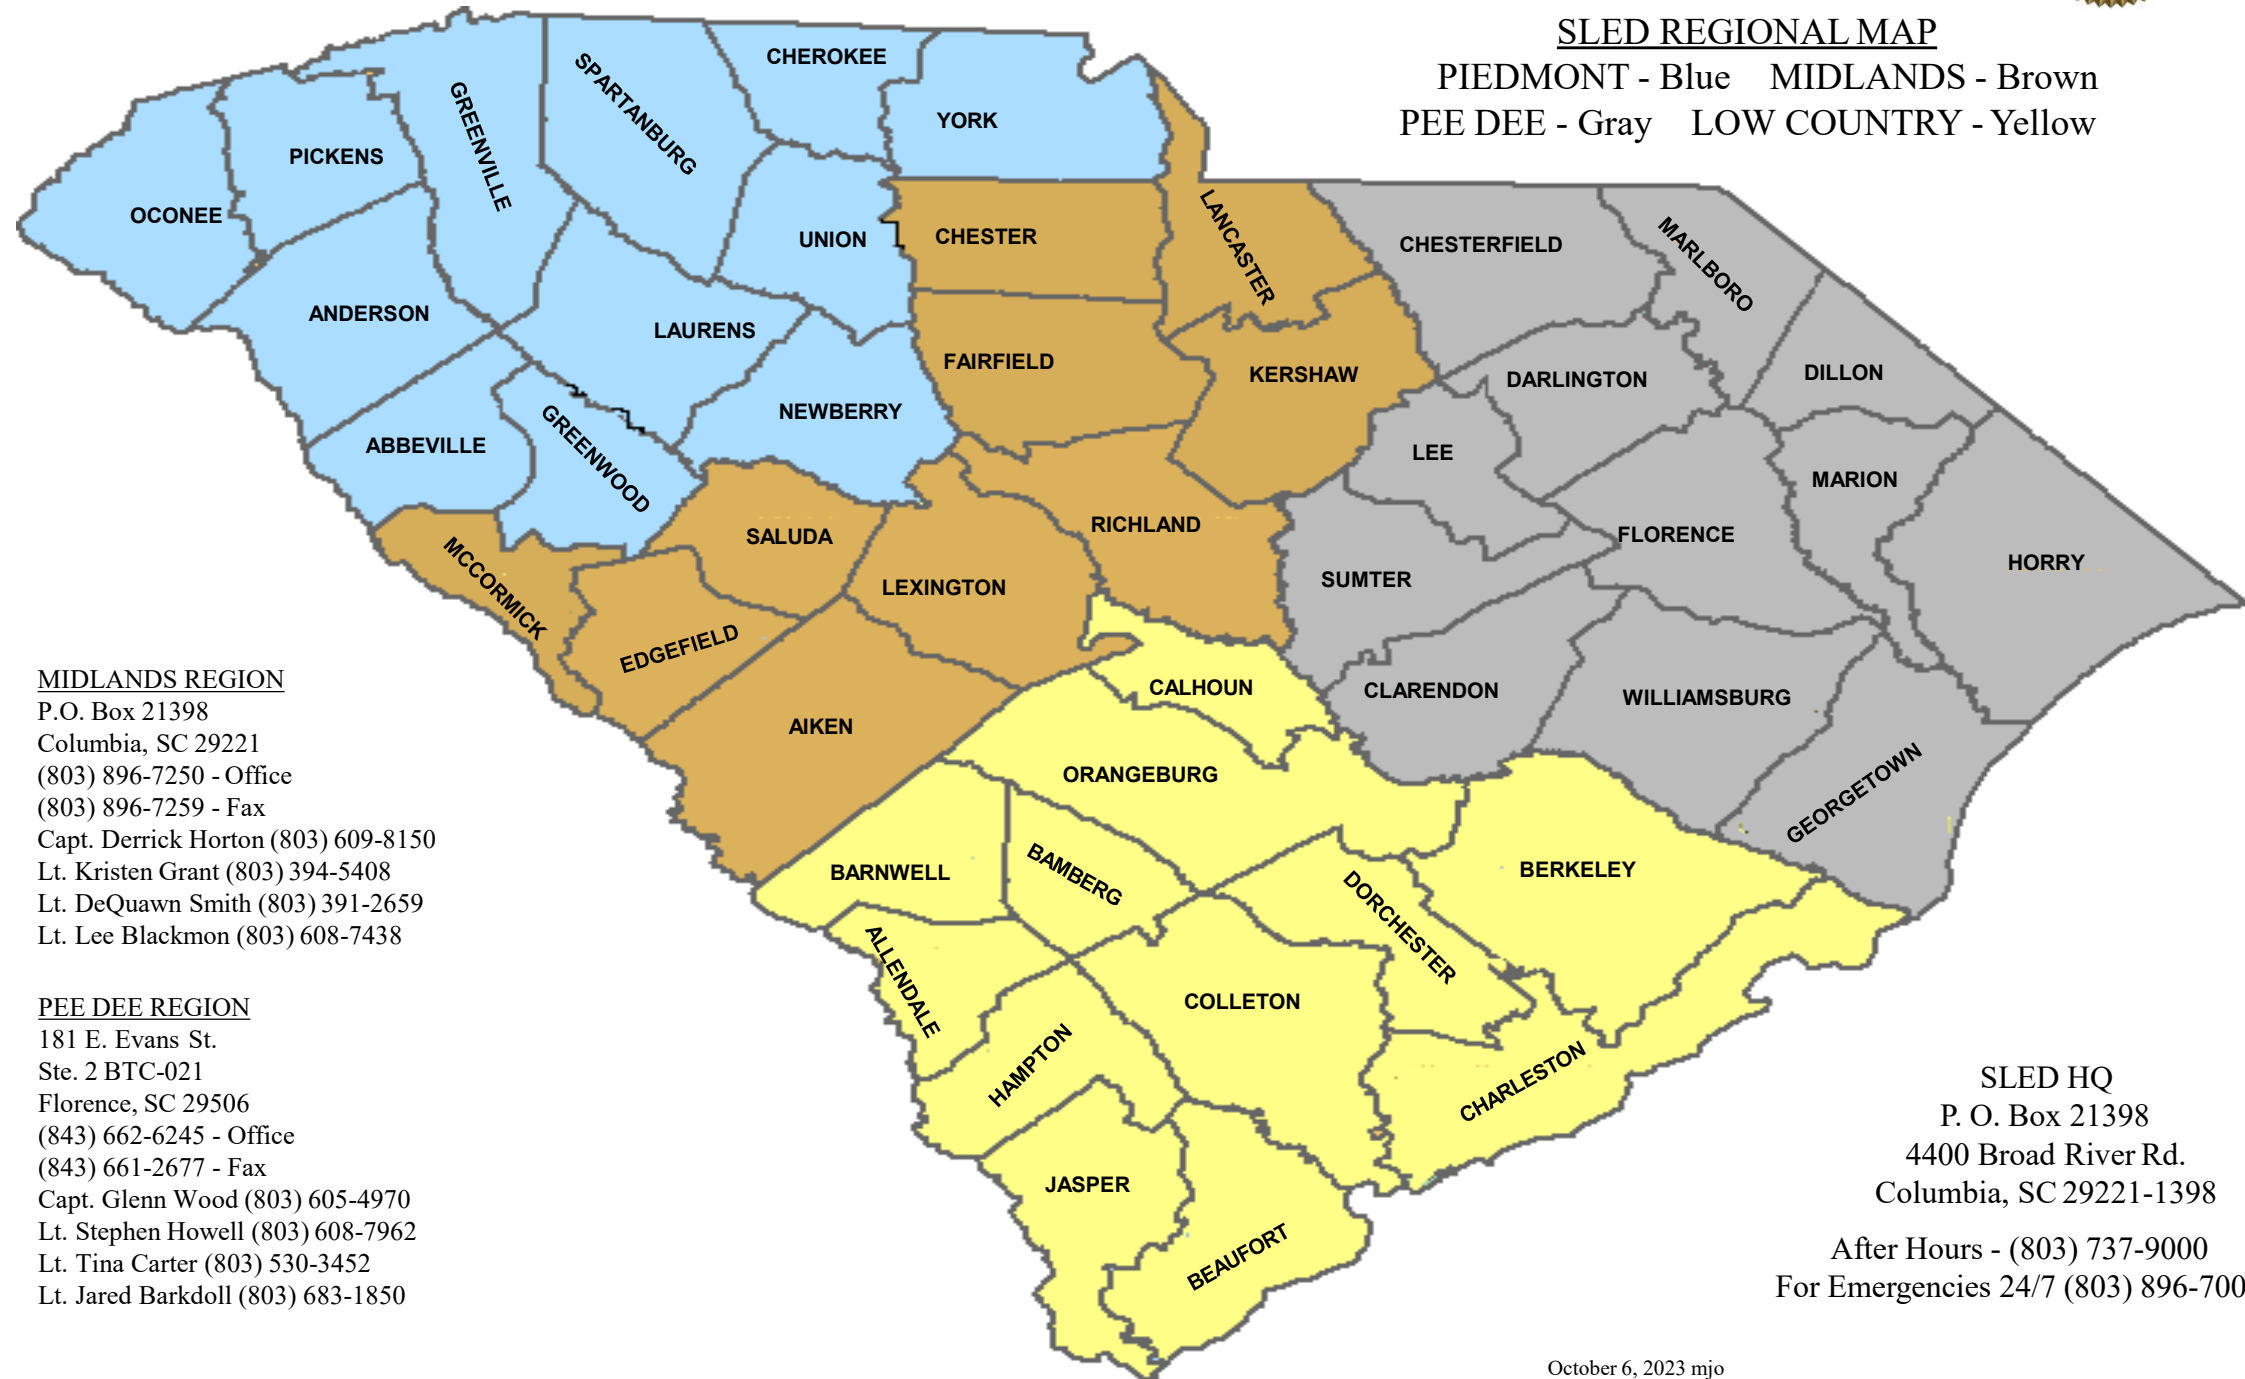 SLED REGIONAL MAP
PIEDMONT - Blue MIDLANDS - Brown
PEE DEE - Gray LOW COUNTRY - Yellow
CHEROKEE
SPARTANBURG
GREENVILLE
YORK
PICKENS
OCONEE
UNION
CHESTER
LANCASTER
CHESTERFIELD
MARLBORO
ANDERSON
LAURENS
FAIRFIELD
KERSHAW
DARLINGTON
DILLON
NEWBERRY
ABBEVILLE
GREENWOOD
LEE
MARION
SALUDA
RICHLAND
FLORENCE
HORRY
MCCORMICK
LEXINGTON
SUMTER
EDGEFIELD
CALHOUN
CLARENDON
WILLIAMSBURG
AIKEN
ORANGEBURG
GEORGETOWN
BARNWELL
BAMBERG
BERKELEY
DORCHESTER
ALLENDALE
COLLETON
HAMPTON
CHARLESTON
JASPER
BEAUFORT
MIDLANDS REGION
P.O. Box 21398
Columbia, SC 29221
(803) 896-7250 - Office
(803) 896-7259 - Fax
Capt. Derrick Horton (803) 609-8150
Lt. Kristen Grant (803) 394-5408
Lt. DeQuawn Smith (803) 391-2659
Lt. Lee Blackmon (803) 608-7438
PEE DEE REGION
181 E. Evans St.
Ste. 2 BTC-021
Florence, SC 29506
(843) 662-6245 - Office
(843) 661-2677 - Fax
Capt. Glenn Wood (803) 605-4970
Lt. Stephen Howell (803) 608-7962
Lt. Tina Carter (803) 530-3452
Lt. Jared Barkdoll (803) 683-1850
SLED HQ
P. O. Box 21398
4400 Broad River Rd.
Columbia, SC 29221-1398
After Hours - (803) 737-9000
For Emergencies 24/7 (803) 896-700
October 6, 2023 mjo